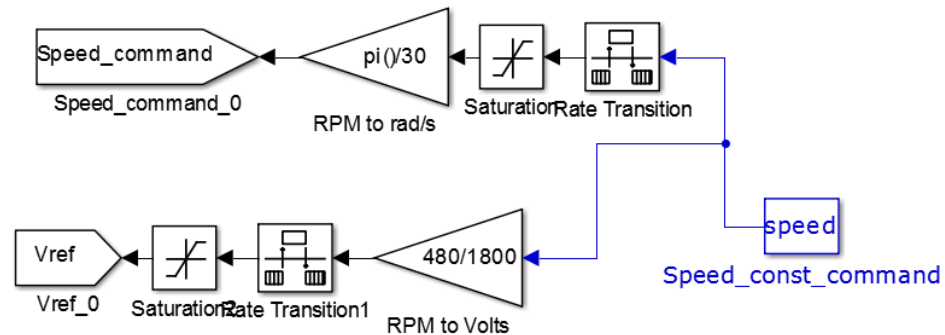 Speed_command
pi()/30
Speed_command_0
Saturation
Rate Transition
RPM to rad/s
speed
Speed_const_command
Vref
480/1800
Vref_0
Saturation2
Rate Transition1
RPM to Volts